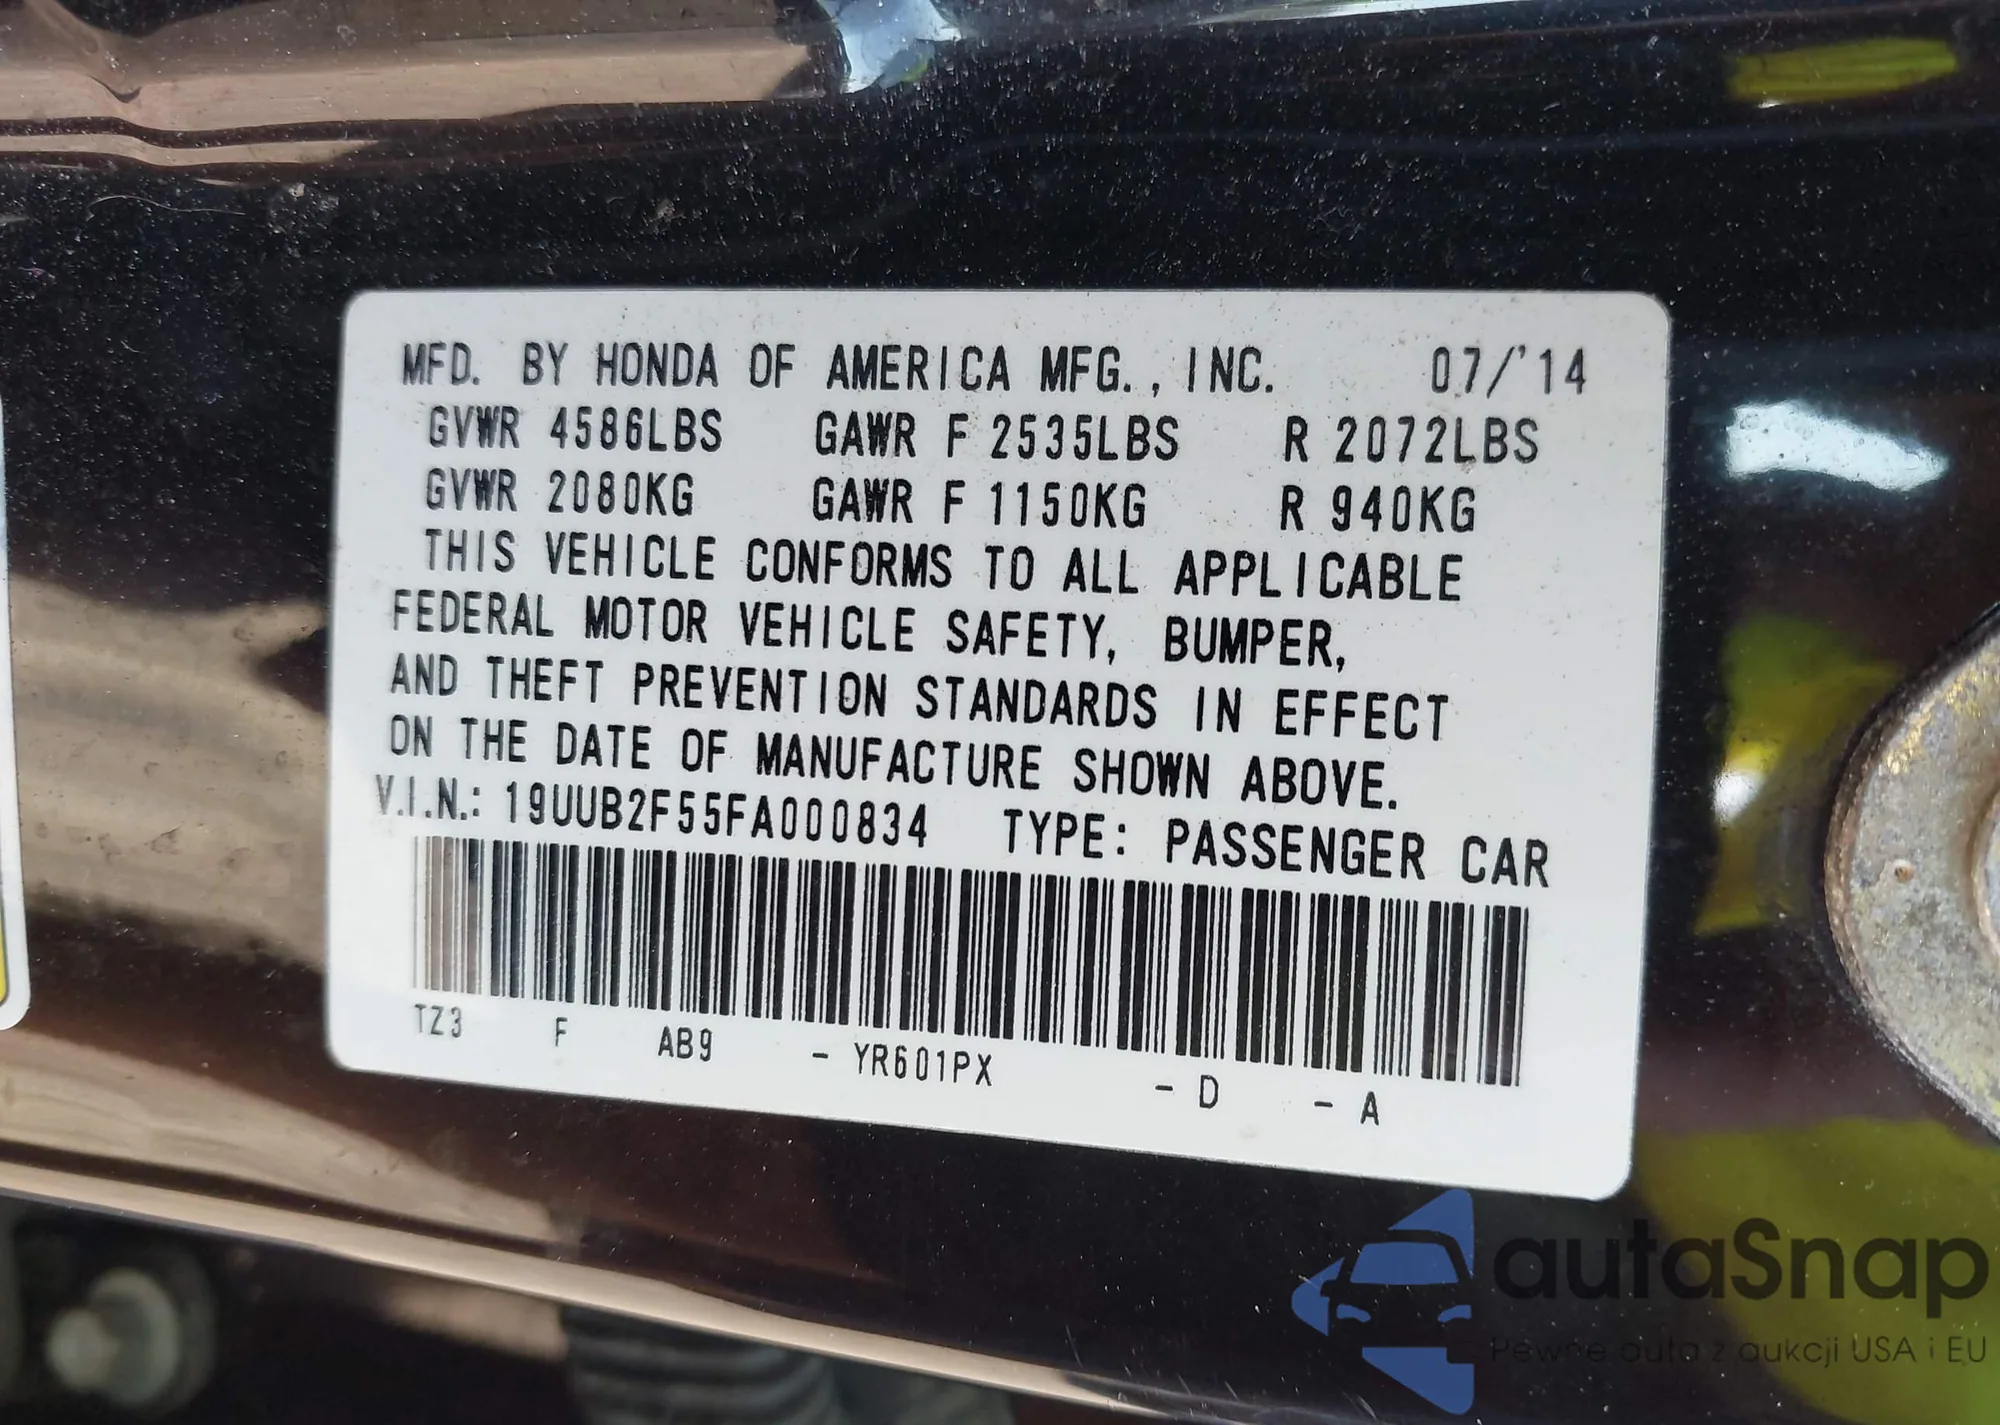 MFD. BY HONDA OF AMERICA MFG., INC. 07/'14
GVWR 4586LBS GAWR F 2535LBS R 2072LBS
GVWR 2080KG GAWR F 1150KG R 940KG
THIS VEHICLE CONFORMS TO ALL APPLICABLE
FEDERAL MOTOR VEHICLE SAFETY, BUMPER,
AND THEFT PREVENTION STANDARDS IN EFFECT
ON THE DATE OF MANUFACTURE SHOWN ABOVE.
V.I.N.: 19UUB2F55FA000834 TYPE: PASSENGER CAR
TZ3 F AB9 - YR601PX - D - A
autaSnap
Pewne auta z aukcji USA i EU